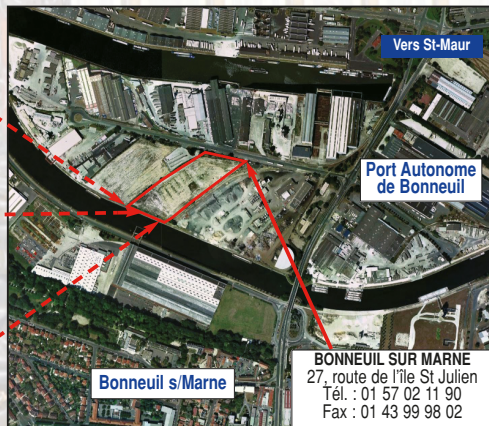 Vers St-Maur
Port Autonome
de Bonneuil
Bonneuil s/Marne
BONNEUIL SUR MARNE
27, route de l'île St Julien
Tél. : 01 57 02 11 90
Fax : 01 43 99 98 02